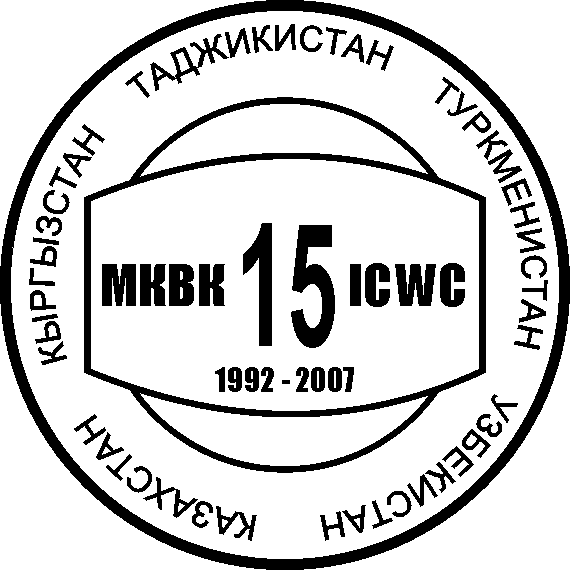 КАЗАХСТАН
КЫРГЫЗСТАН
ТАДЖИКИСТАН
ТУРКМЕНИСТАН
УЗБЕКИСТАН
МКВК 15 ICWC
1992 - 2007